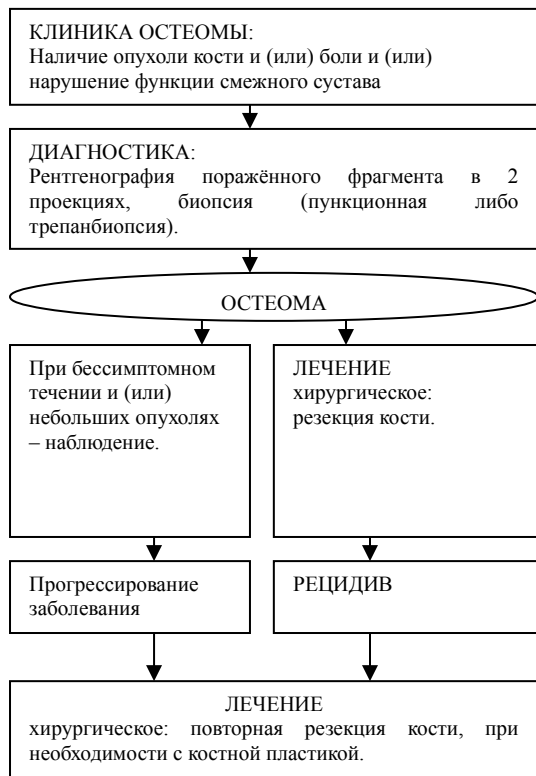 КЛИНИКА ОСТЕОМЫ:
Наличие опухоли кости и (или) боли и (или)
нарушение функции смежного сустава
ДИАГНОСТИКА:
Рентгенография поражённого фрагмента в 2
проекциях, биопсия (пункционная либо
трепанбиопсия).
ОСТЕОМА
При бессимптомном
течении и (или)
небольших опухолях
– наблюдение.
ЛЕЧЕНИЕ
хирургическое:
резекция кости.
Прогрессирование
заболевания
РЕЦИДИВ
ЛЕЧЕНИЕ
хирургическое: повторная резекция кости, при
необходимости с костной пластикой.